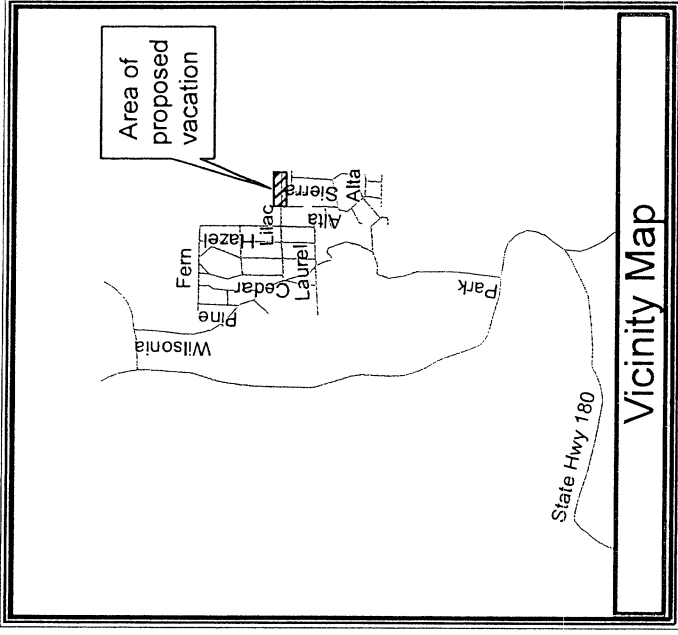 Area of
proposed
vacation
Fern
Hazel
Lilac
Sierra
Alta
Alta
Laurel
Cedar
Pine
Wilsonia
Park
State Hwy 180
Vicinity Map